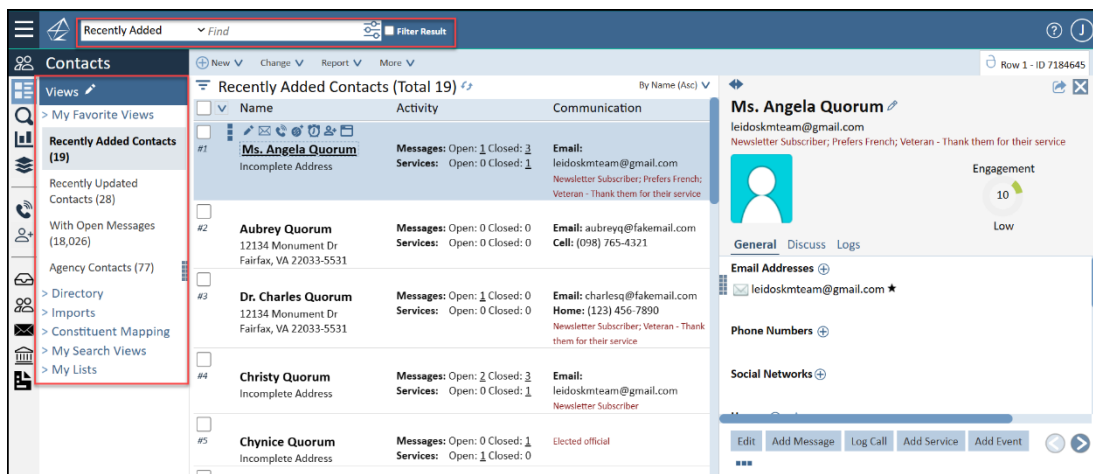 Recently Added
Find
Filter Result
J
Contacts
New
Change
Report
More
Row 1 - ID 7184645
Views
> My Favorite Views
Recently Added Contacts
(19)
Recently Updated
Contacts (28)
With Open Messages
(18,026)
Agency Contacts (77)
> Directory
> Imports
> Constituent Mapping
> My Search Views
> My Lists
Recently Added Contacts (Total 19)
By Name (Asc)
Name Activity Communication
#1
Ms. Angela Quorum
Incomplete Address
Messages: Open: 1 Closed: 3
Services: Open: 0 Closed: 1
Email:
leidoskmteam@gmail.com
Newsletter Subscriber; Prefers French;
Veteran - Thank them for their service
#2
Aubrey Quorum
12134 Monument Dr
Fairfax, VA 22033-5531
Messages: Open: 0 Closed: 0
Services: Open: 0 Closed: 0
Email: aubreyq@fakemail.com
Cell: (098) 765-4321
#3
Dr. Charles Quorum
12134 Monument Dr
Fairfax, VA 22033-5531
Messages: Open: 1 Closed: 0
Services: Open: 0 Closed: 0
Email: charlesq@fakemail.com
Home: (123) 456-7890
Newsletter Subscriber; Veteran - Thank
them for their service
#4
Christy Quorum
Incomplete Address
Messages: Open: 2 Closed: 3
Services: Open: 0 Closed: 1
Email:
leidoskmteam@gmail.com
Newsletter Subscriber
#5
Chynice Quorum
Incomplete Address
Messages: Open: 0 Closed: 1
Services: Open: 1 Closed: 0
Elected official
Ms. Angela Quorum
leidoskmteam@gmail.com
Newsletter Subscriber; Prefers French; Veteran - Thank them for their service
Engagement
10
Low
General Discuss Logs
Email Addresses
leidoskmteam@gmail.com ★
Phone Numbers
Social Networks
Edit
Add Message
Log Call
Add Service
Add Event